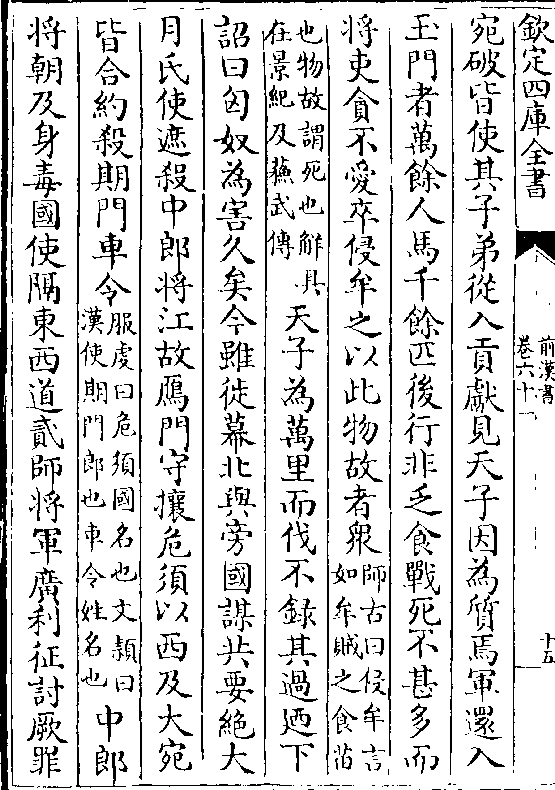 欽定四庫全書
前漢書
卷六十一
十五
宛破皆使其子弟從入貢獻見天子因為質焉軍還入
玉門者萬餘人馬千餘匹後行非乏食戰死不甚多而
將吏貪不愛卒侵牟之以此物故者衆師古曰侵牟言
如牟賊之食苗
也物故謂死也解具
在景紀及蘇武傳
天子為萬里而伐不録其過廼下
詔曰匈奴為害久矣今雖徙幕北與旁國謀共要絶大
月氏使遮殺中郎將江故鴈門守攘危須以西及大宛
皆合約殺期門車令服虔曰危須國名也文頴曰
漢使期門郎也車令姓名也
中郎
將朝及身毒國使隔東西道貳師將軍廣利征討厥罪